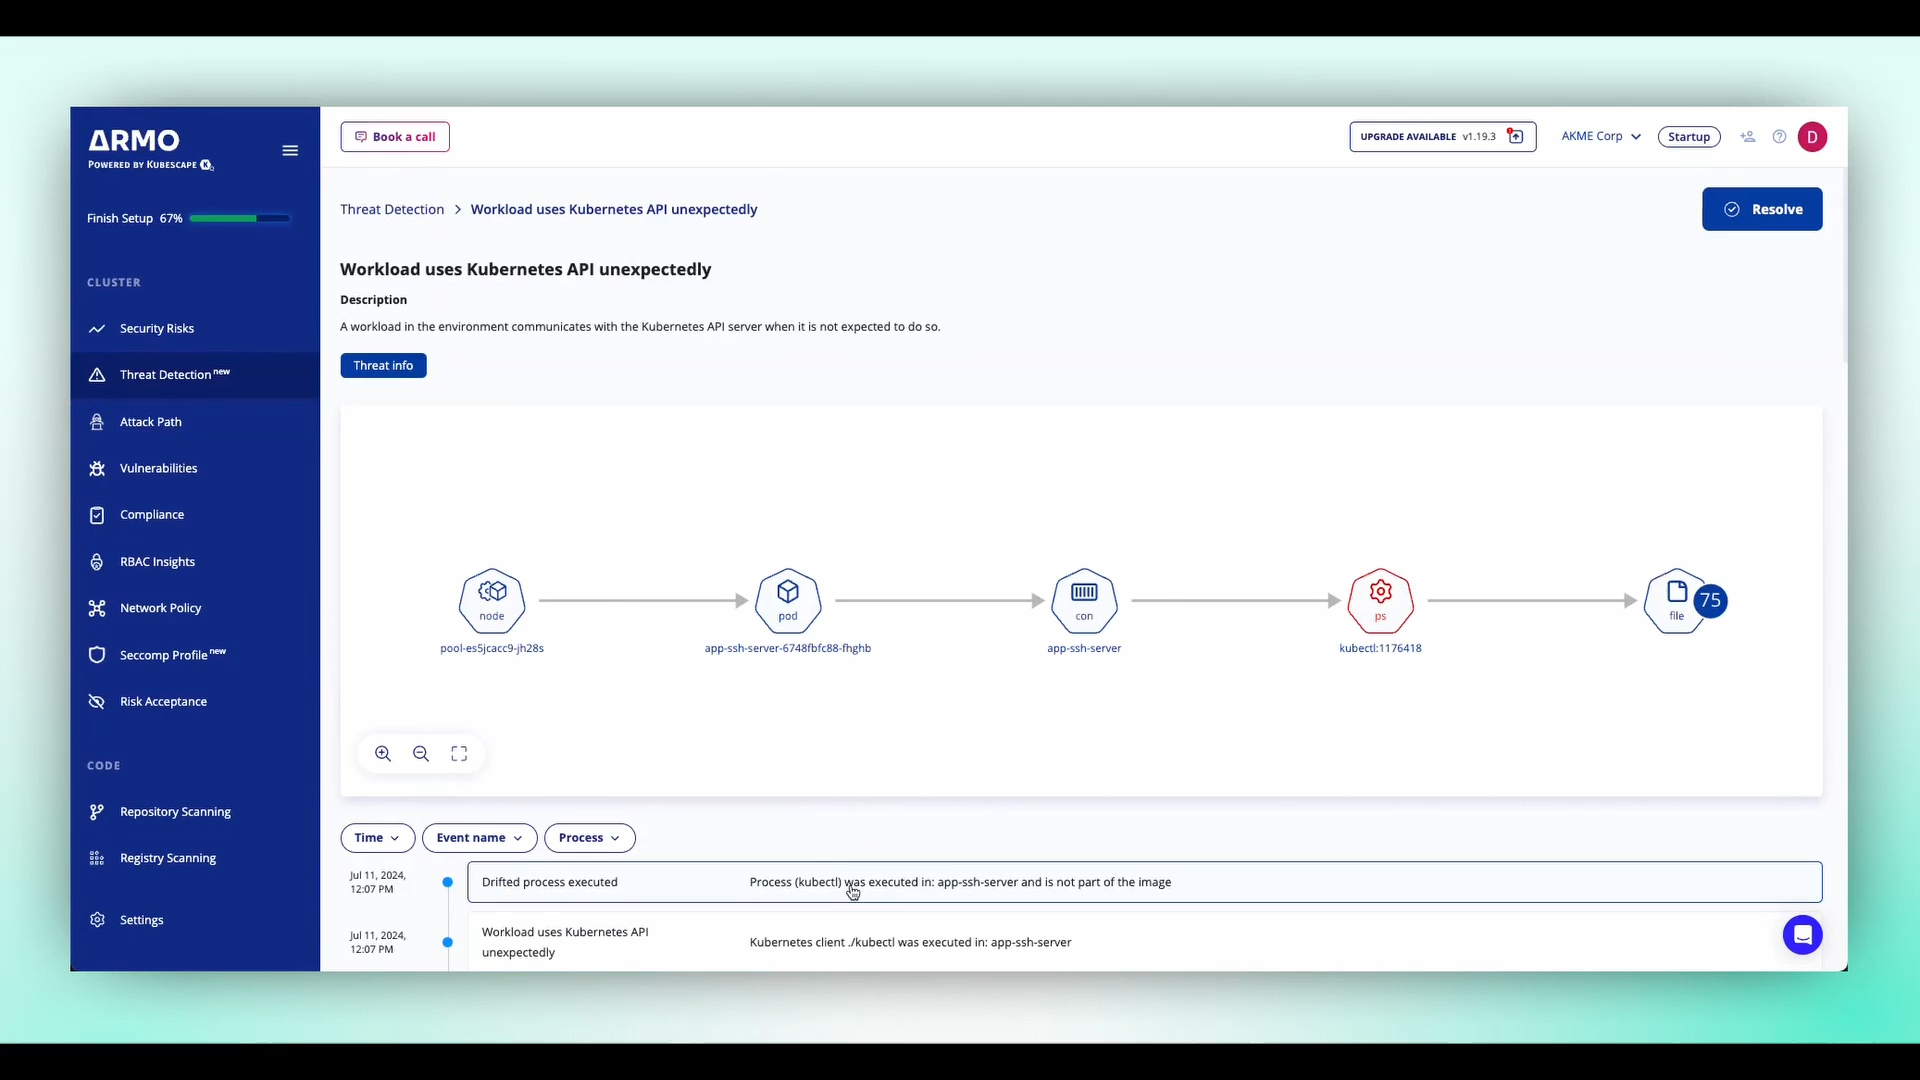 ARMO
POWERED BY KUBESCAPE
Finish Setup 67%
CLUSTER
Security Risks
Threat Detection new
Attack Path
Vulnerabilities
Compliance
RBAC Insights
Network Policy
Seccomp Profile new
Risk Acceptance
CODE
Repository Scanning
Registry Scanning
Settings
Book a call
UPGRADE AVAILABLE v1.19.3
AKME Corp
Startup
D
Threat Detection > Workload uses Kubernetes API unexpectedly
Resolve
Workload uses Kubernetes API unexpectedly
Description
A workload in the environment communicates with the Kubernetes API server when it is not expected to do so.
Threat info
node
pool-es5jcacc9-jh28s
pod
app-ssh-server-6748fbfc88-fhghb
con
app-ssh-server
ps
kubectl:1176418
file
75
Time
Event name
Process
Jul 11, 2024,
12:07 PM
Drifted process executed
Process (kubectl) was executed in: app-ssh-server and is not part of the image
Jul 11, 2024,
12:07 PM
Workload uses Kubernetes API
unexpectedly
Kubernetes client ./kubectl was executed in: app-ssh-server